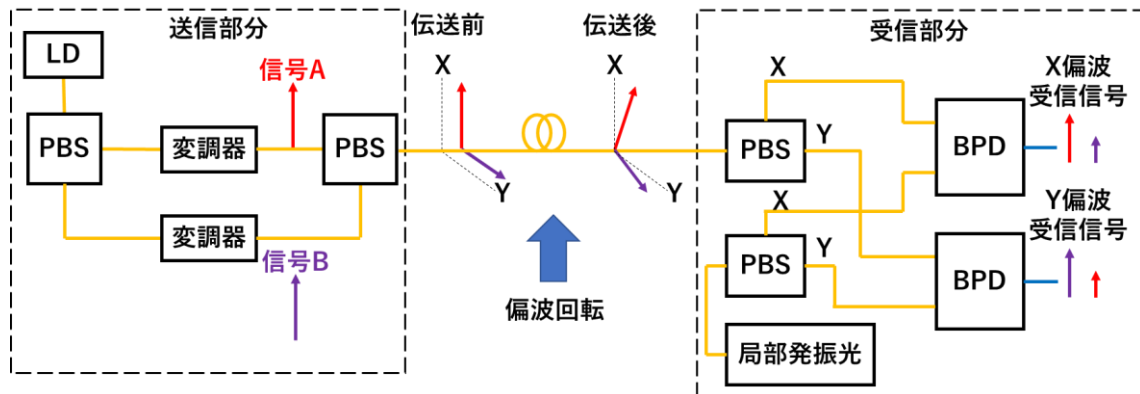 送信部分
LD
信号A
PBS
変調器
PBS
変調器
信号B
伝送前
X
Y
伝送後
X
Y
偏波回転
受信部分
X
PBS
Y
X
PBS
Y
局部発振光
BPD
BPD
X偏波
受信信号
Y偏波
受信信号